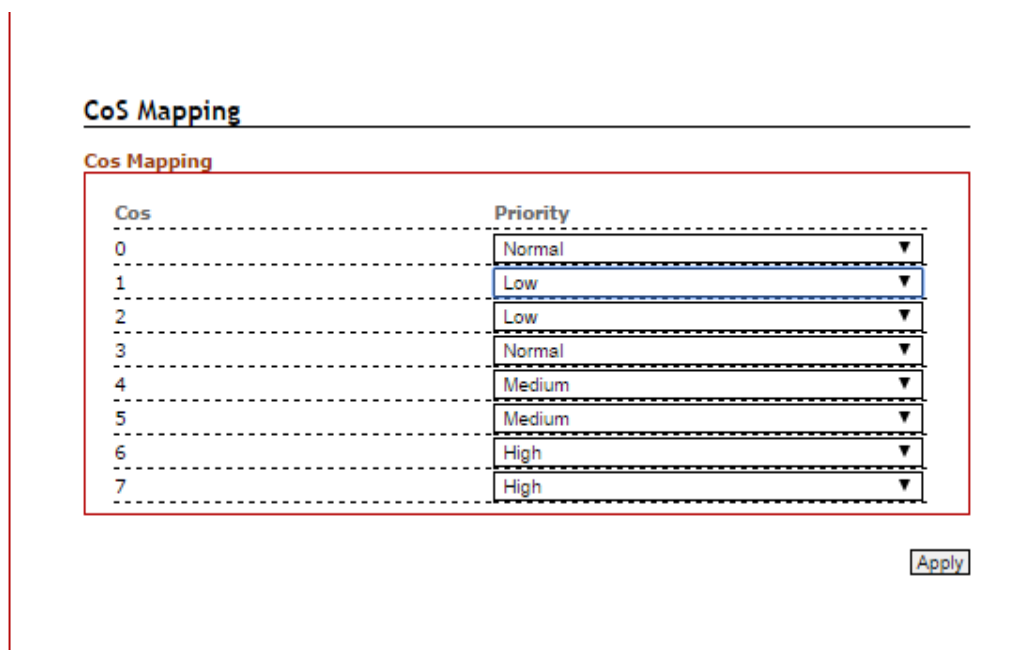 CoS Mapping
Cos Mapping
Cos Priority
0 Normal
1 Low
2 Low
3 Normal
4 Medium
5 Medium
6 High
7 High
Apply